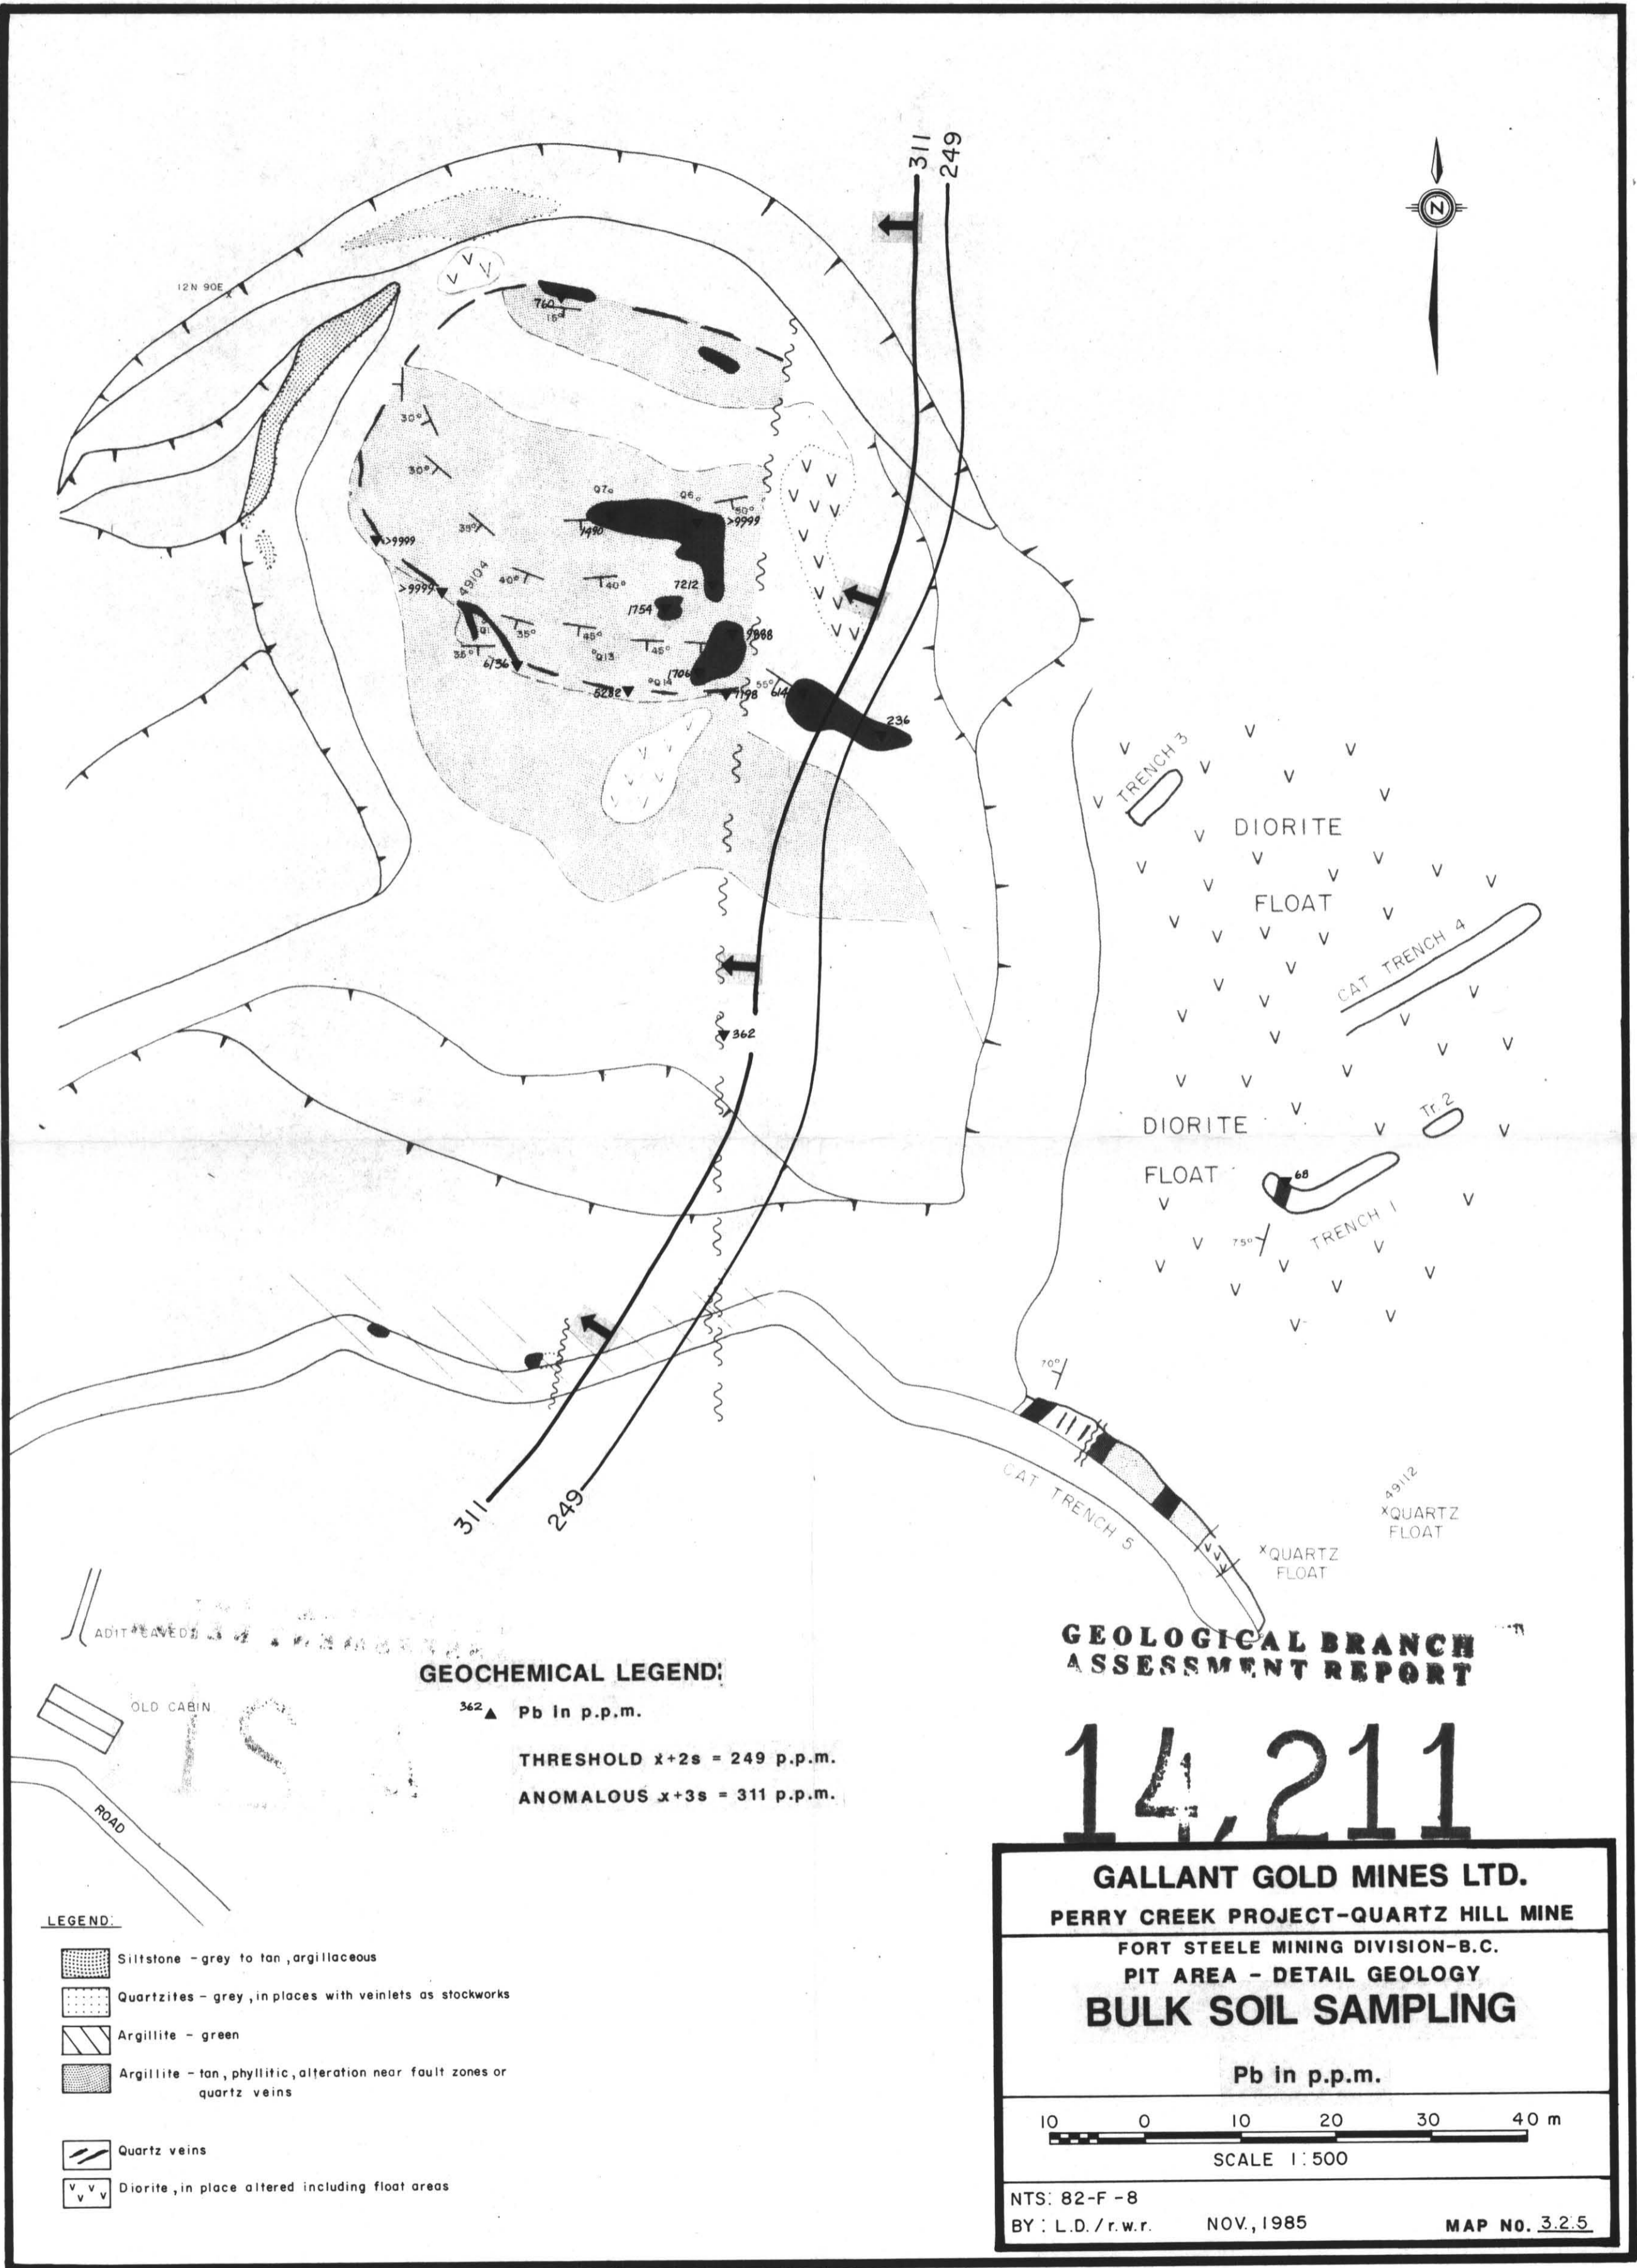 311
249
N
12N 90E
760
15°
30°
30°
Q7
Q6
50°
>9999
35°
1490
>9999
49104
40°
40°
7212
>9999
1754
Q1
35°
45°
9888
35°
Q13
45°
6136
1706
Q14
55°
614
5282
7198
236
TRENCH 3
DIORITE
FLOAT
CAT TRENCH 4
362
DIORITE
FLOAT
Tr. 2
68
75°
TRENCH 1
70°
CAT TRENCH 5
49112
QUARTZ
FLOAT
QUARTZ
FLOAT
311
249
ADIT CAVED
OLD CABIN
ROAD
GEOCHEMICAL LEGEND:
362 Pb in p.p.m.
THRESHOLD x+2s = 249 p.p.m.
ANOMALOUS x+3s = 311 p.p.m.
GEOLOGICAL BRANCH
ASSESSMENT REPORT
14,211
LEGEND:
Siltstone - grey to tan, argillaceous
Quartzites - grey, in places with veinlets as stockworks
Argillite - green
Argillite - tan, phyllitic, alteration near fault zones or
quartz veins
Quartz veins
Diorite, in place altered including float areas
GALLANT GOLD MINES LTD.
PERRY CREEK PROJECT-QUARTZ HILL MINE
FORT STEELE MINING DIVISION-B.C.
PIT AREA - DETAIL GEOLOGY
BULK SOIL SAMPLING
Pb in p.p.m.
10 0 10 20 30 40 m
SCALE 1:500
NTS: 82-F-8
BY: L.D./r.w.r. NOV., 1985 MAP NO. 3.2.5